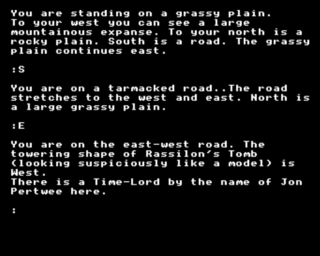 You are standing on a grassy plain.
To your west you can see a large
mountainous expanse. To your north is a
rocky plain. South is a road. The grassy
plain continues east.
:S
You are on a tarmacked road..The road
stretches to the west and east. North is
a large grassy plain.
:E
You are on the east-west road. The
towering shape of Rassilon's Tomb
(looking suspiciously like a model) is
West.
There is a Time-Lord by the name of Jon
Pertwee here.
: